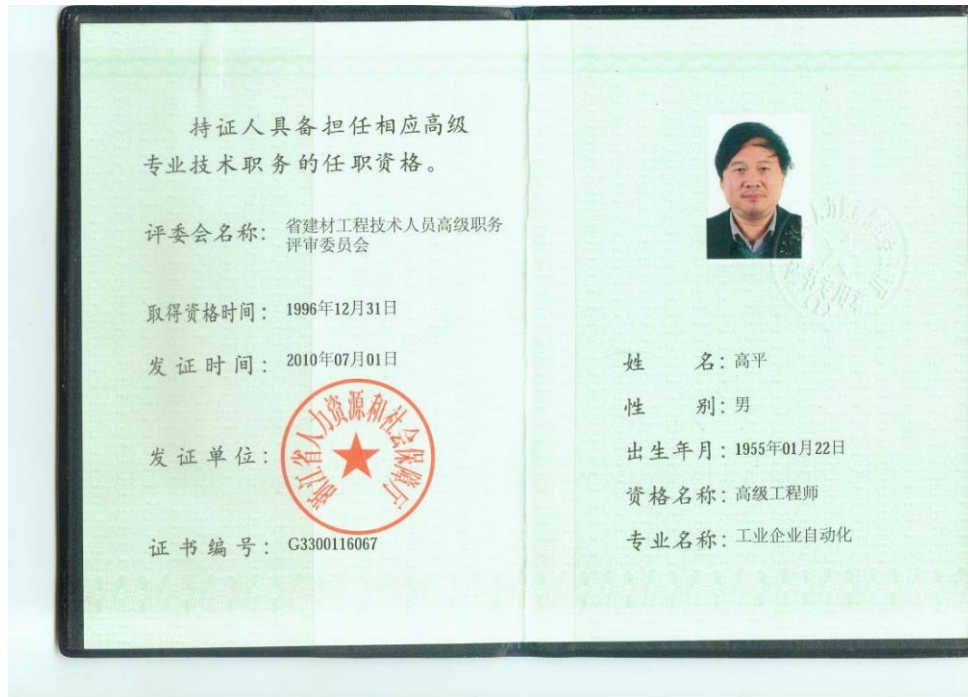 持证人具备担任相应高级
专业技术职务的任职资格。
评委会名称：省建材工程技术人员高级职务
评审委员会
取得资格时间：1996年12月31日
发证时间：2010年07月01日
发证单位：
浙江省人力资源和社会保障厅
证书编号：G3300116067
姓名：高平
性别：男
出生年月：1955年01月22日
资格名称：高级工程师
专业名称：工业企业自动化